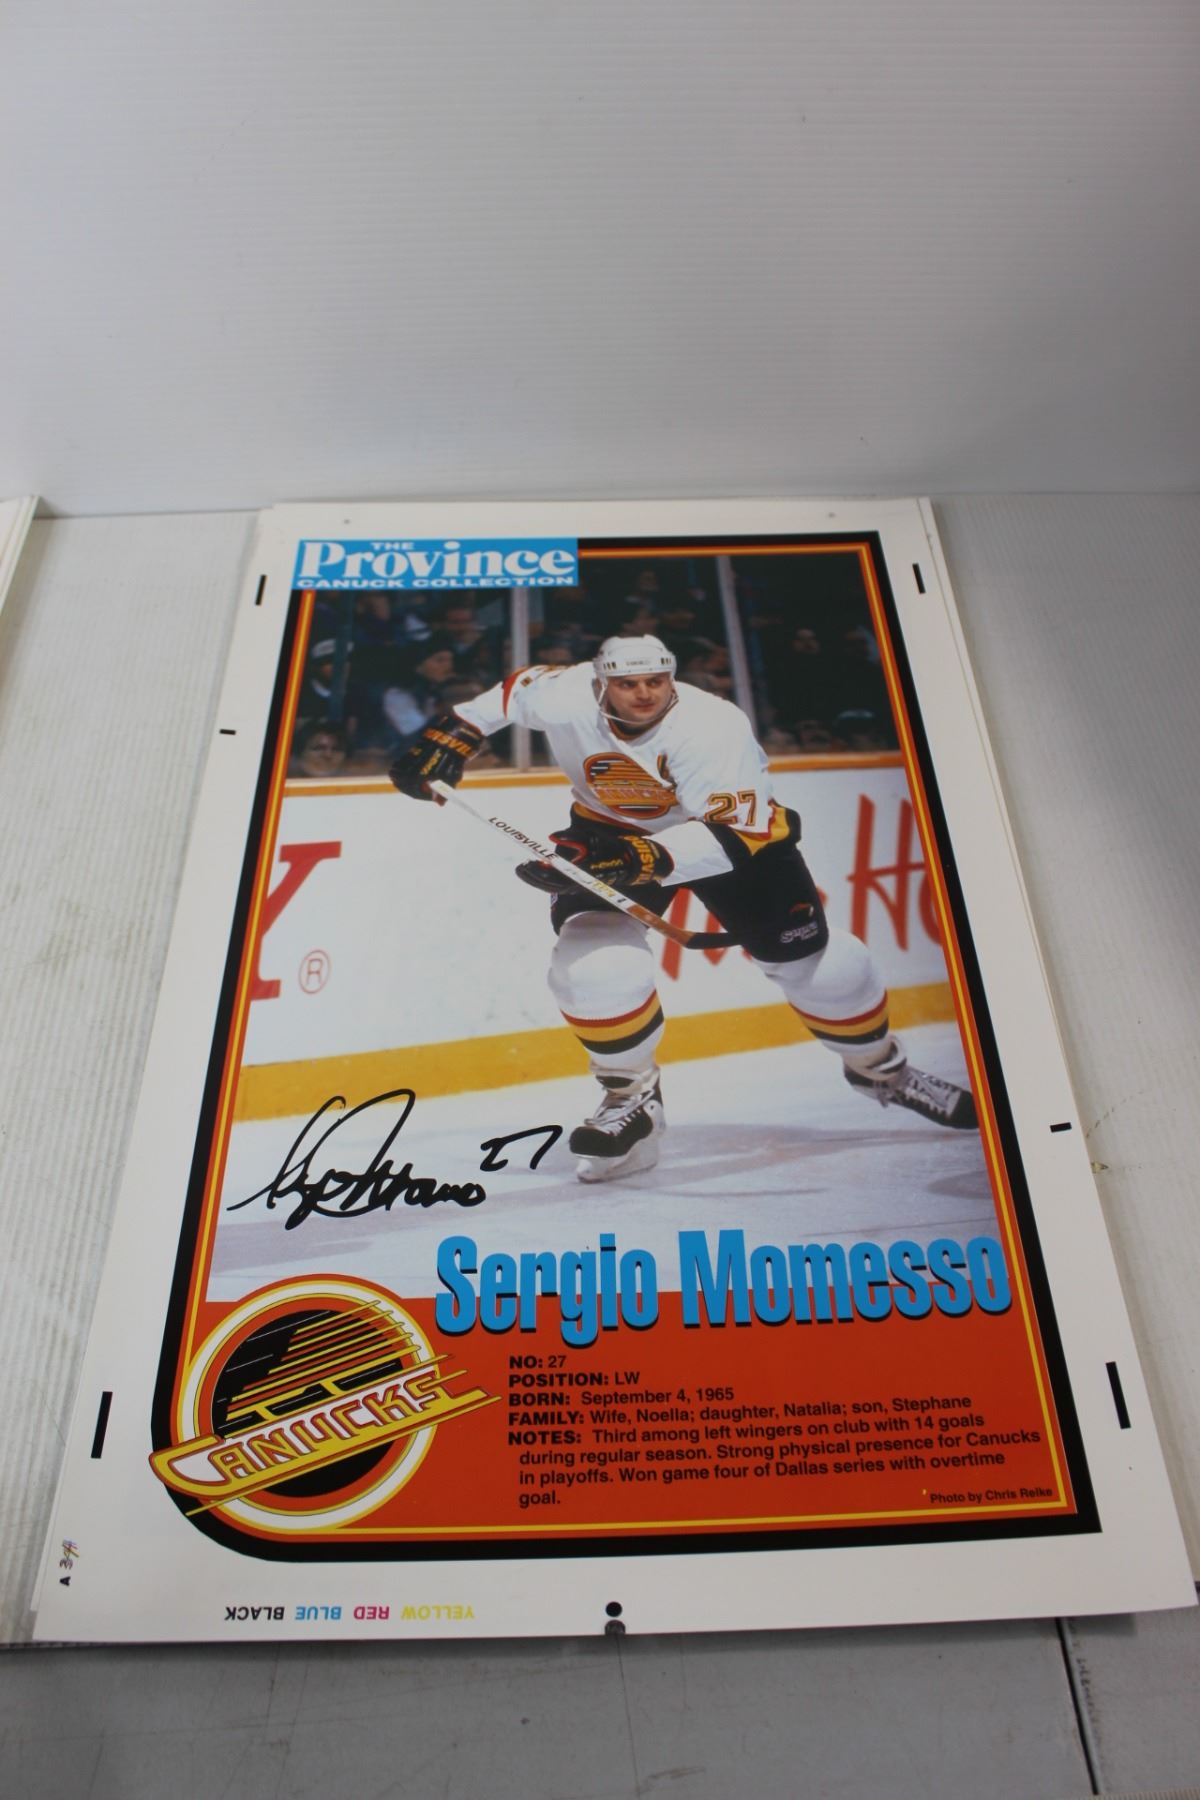 THE
Province
CANUCK COLLECTION
27
LOUISVILLE
Supra
Y®
Sergio Momesso 27
Sergio Momesso
CANUCKS
NO: 27
POSITION: LW
BORN: September 4, 1965
FAMILY: Wife, Noella; daughter, Natalia; son, Stephane
NOTES: Third among left wingers on club with 14 goals
during regular season. Strong physical presence for Canucks
in playoffs. Won game four of Dallas series with overtime
goal.
Photo by Chris Relke
YELLOW RED BLUE BLACK